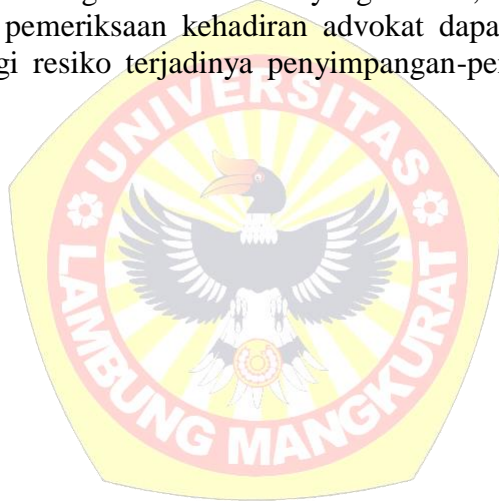 pemeriksaan kehadiran advokat dapa
gi resiko terjadinya penyimpangan-pe
UNIVERSITAS
LAMBUNG MANGKURAT